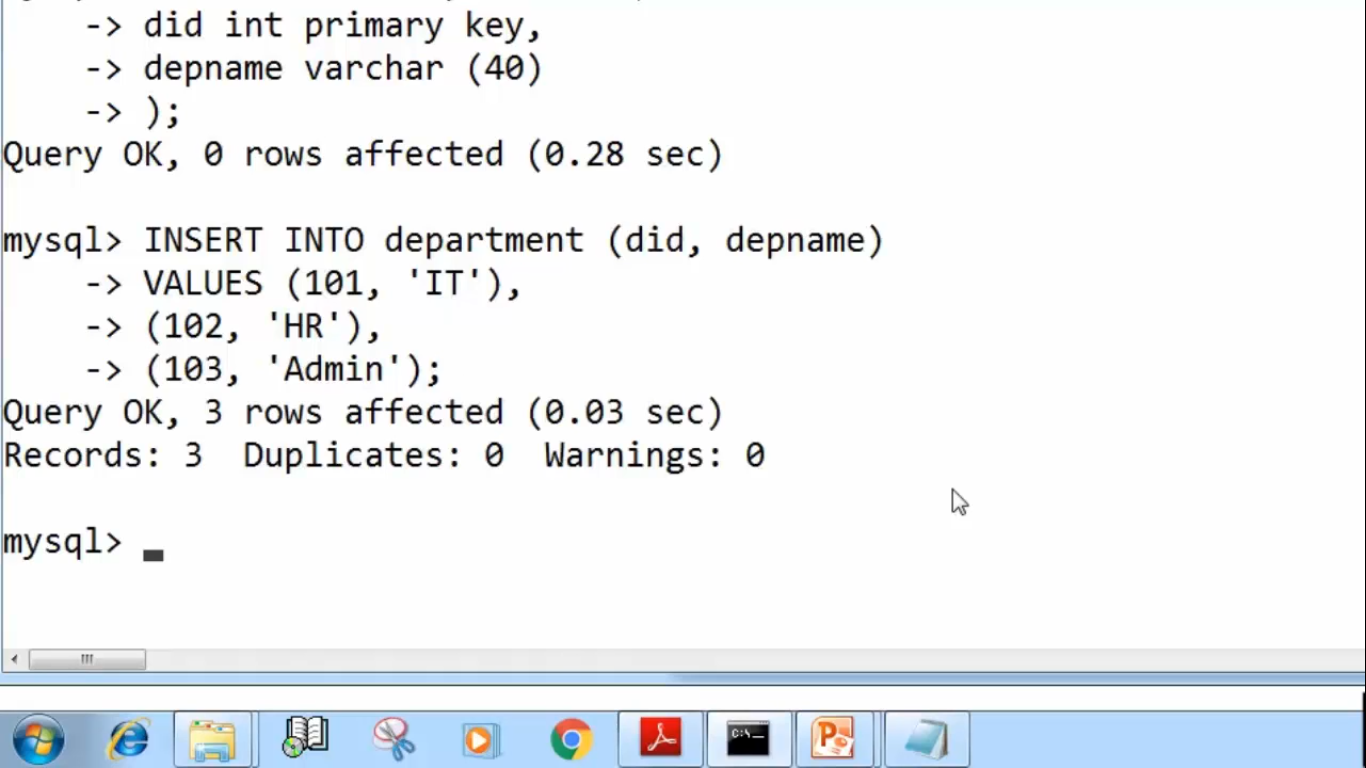 -> did int primary key,
-> depname varchar (40)
-> );
Query OK, 0 rows affected (0.28 sec)
mysql> INSERT INTO department (did, depname)
-> VALUES (101, 'IT'),
-> (102, 'HR'),
-> (103, 'Admin');
Query OK, 3 rows affected (0.03 sec)
Records: 3  Duplicates: 0  Warnings: 0
mysql>
C:\_